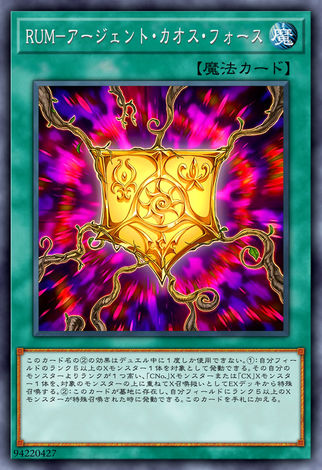 RUM-アージェント・カオス・フォース 魔
【魔法カード】
このカード名の②の効果はデュエル中に１度しか使用できない。①：自分フィー
ルドのランク５以上のXモンスター１体を対象として発動できる。その自分の
モンスターよりランクが１つ高い、「CNo.」Xモンスターまたは「CX」Xモンス
ター１体を、対象のモンスターの上に重ねてX召喚扱いとしてEXデッキから特殊
召喚する。②：このカードが墓地に存在し、自分フィールドにランク５以上のX
モンスターが特殊召喚された時に発動できる。このカードを手札に加える。
94220427